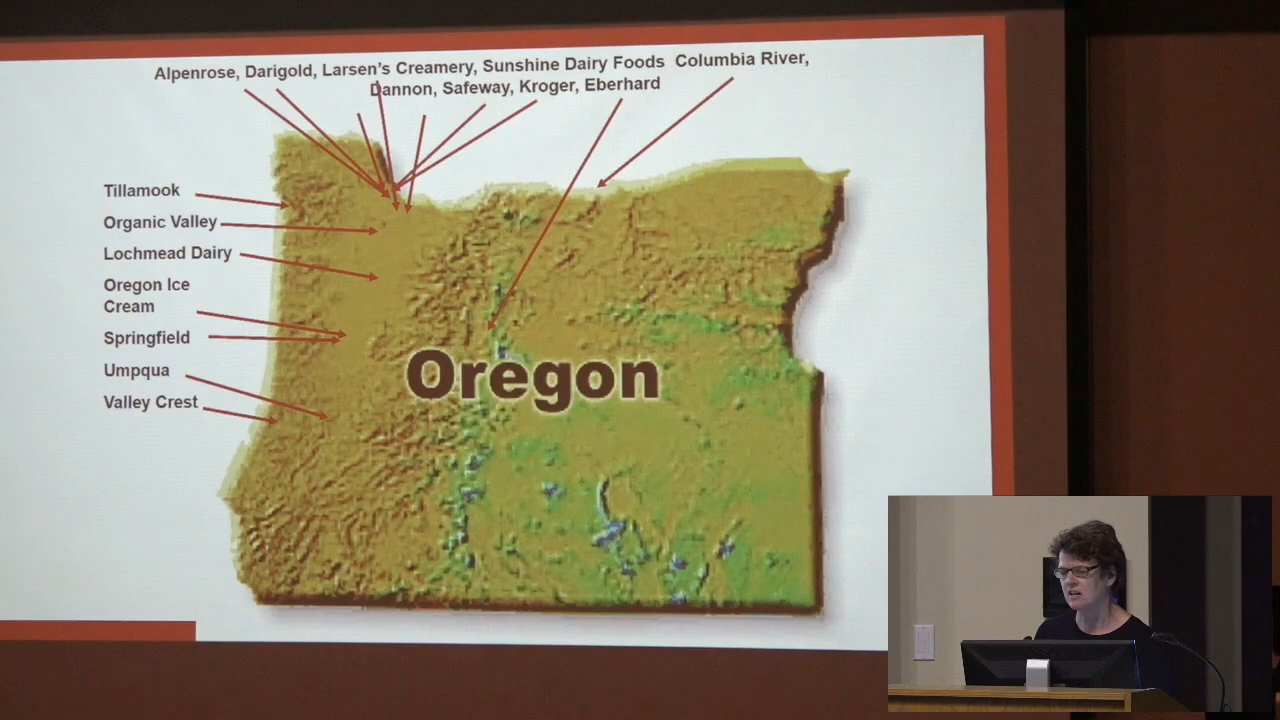 Alpenrose, Darigold, Larsen's Creamery, Sunshine Dairy Foods Columbia River,
Dannon, Safeway, Kroger, Eberhard
Tillamook
Organic Valley
Lochmead Dairy
Oregon Ice
Cream
Springfield
Umpqua
Valley Crest
Oregon